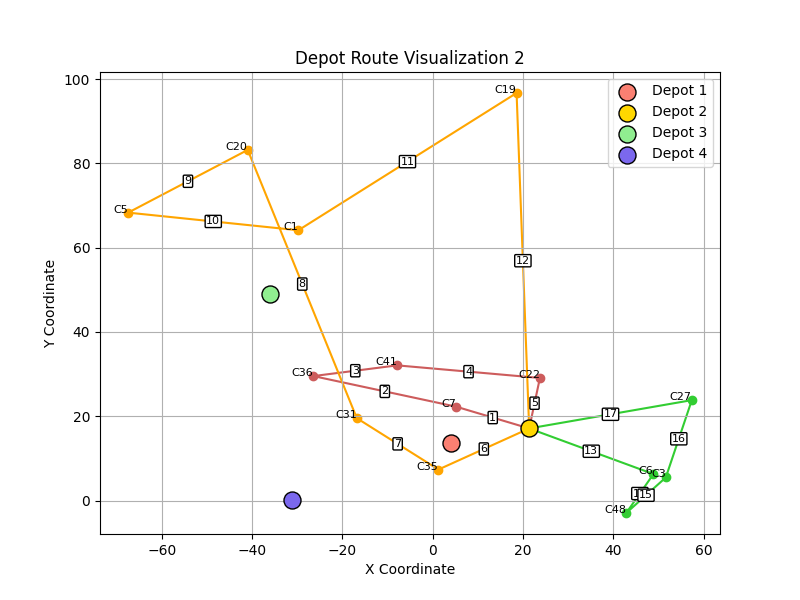 Depot Route Visualization 2
Depot 1
Depot 2
Depot 3
Depot 4
100
80
60
40
20
0
−60
−40
−20
0
20
40
60
X Coordinate
Y Coordinate
C19
C20
C5
C1
C41
C36
C22
C7
C31
C35
C27
C6
C3
C48
1
2
3
4
5
6
7
8
9
10
11
12
13
15
16
17